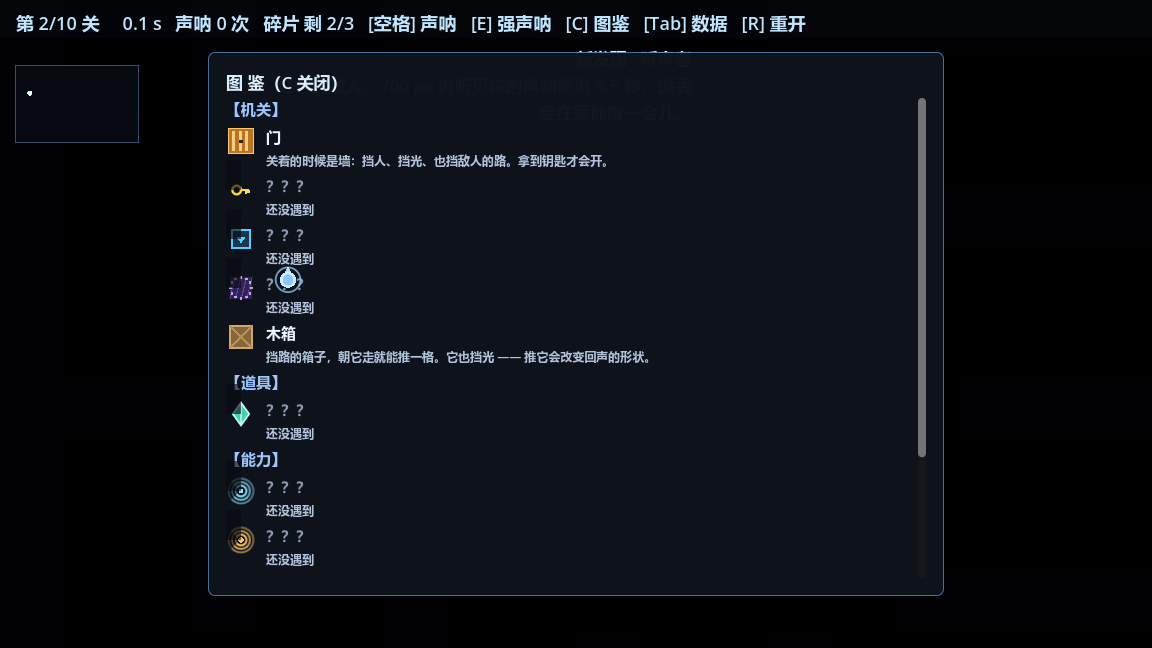 第 2/10 关 0.1 s 声呐 0 次 碎片 剩 2/3 [空格] 声呐 [E] 强声呐 [C] 图鉴 [Tab] 数据 [R] 重开
图 鉴（C 关闭）
【机关】
门
关着的时候是墙：挡人、挡光、也挡敌人的路。拿到钥匙才会开。
？？？
还没遇到
？？？
还没遇到
？ ？
还没遇到
木箱
挡路的箱子，朝它走就能推一格。它也挡光 —— 推它会改变回声的形状。
【道具】
？？？
还没遇到
【能力】
？？？
还没遇到
？？？
还没遇到